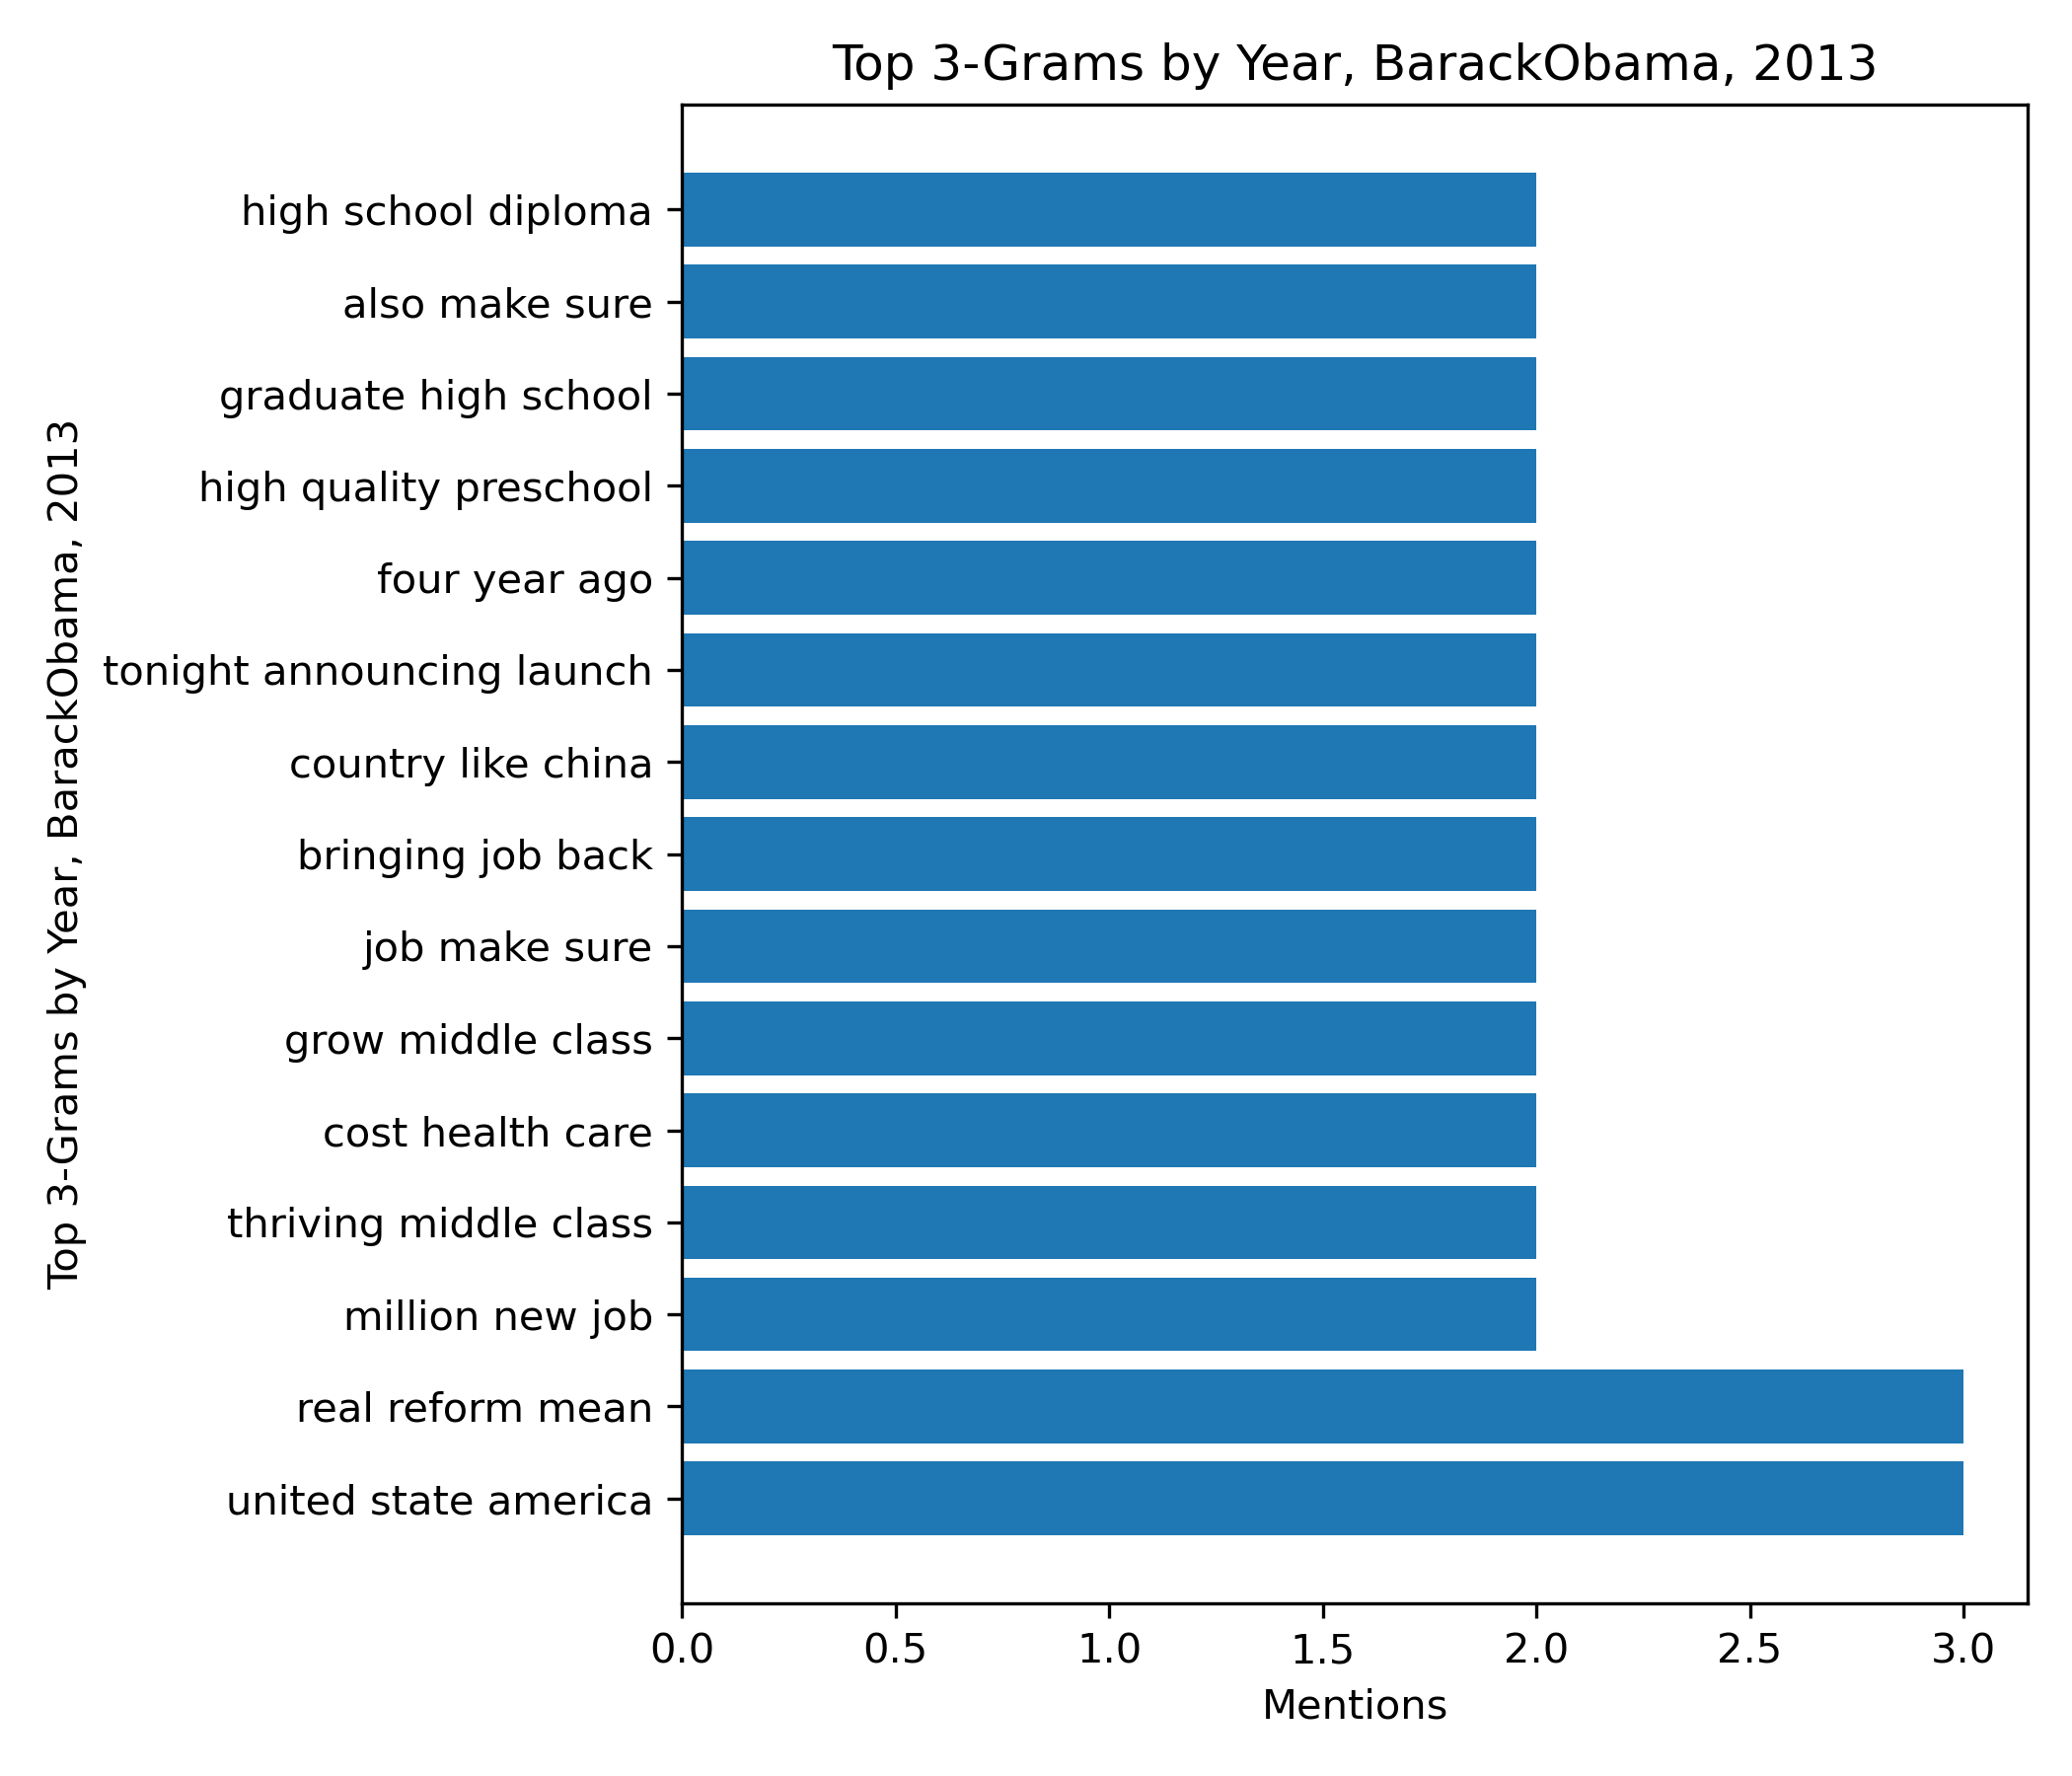 Top 3-Grams by Year, BarackObama, 2013
Top 3-Grams by Year, BarackObama, 2013
high school diploma
also make sure
graduate high school
high quality preschool
four year ago
tonight announcing launch
country like china
bringing job back
job make sure
grow middle class
cost health care
thriving middle class
million new job
real reform mean
united state america
0.0 0.5 1.0 1.5 2.0 2.5 3.0
Mentions